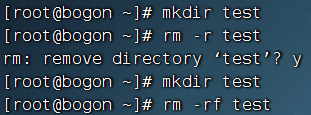 [root@bogon ~]# mkdir test
[root@bogon ~]# rm -r test
rm: remove directory ‘test’? y
[root@bogon ~]# mkdir test
[root@bogon ~]# rm -rf test